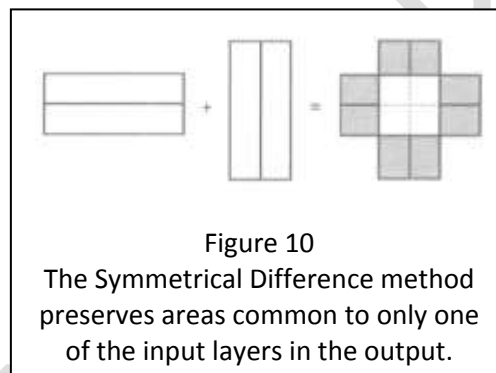 + =
Figure 10
The Symmetrical Difference method
preserves areas common to only one
of the input layers in the output.